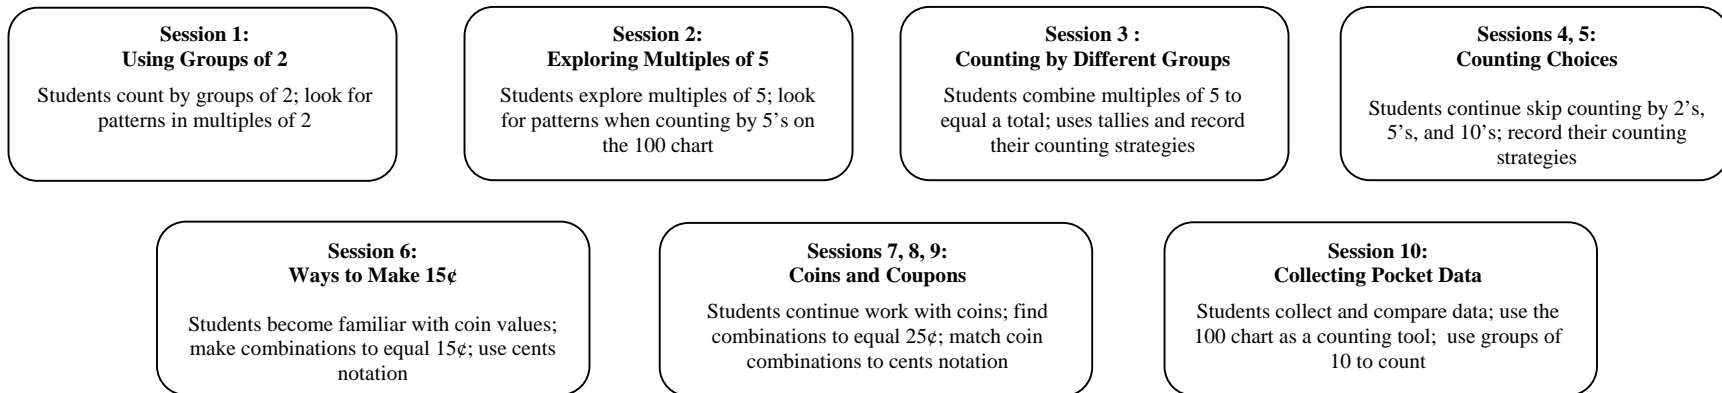 Session 1:
Using Groups of 2
Students count by groups of 2; look for
patterns in multiples of 2
Session 2:
Exploring Multiples of 5
Students explore multiples of 5; look
for patterns when counting by 5’s on
the 100 chart
Session 3 :
Counting by Different Groups
Students combine multiples of 5 to
equal a total; uses tallies and record
their counting strategies
Sessions 4, 5:
Counting Choices
Students continue skip counting by 2’s,
5’s, and 10’s; record their counting
strategies
Session 6:
Ways to Make 15¢
Students become familiar with coin values;
make combinations to equal 15¢; use cents
notation
Sessions 7, 8, 9:
Coins and Coupons
Students continue work with coins; find
combinations to equal 25¢; match coin
combinations to cents notation
Session 10:
Collecting Pocket Data
Students collect and compare data; use the
100 chart as a counting tool;  use groups of
10 to count